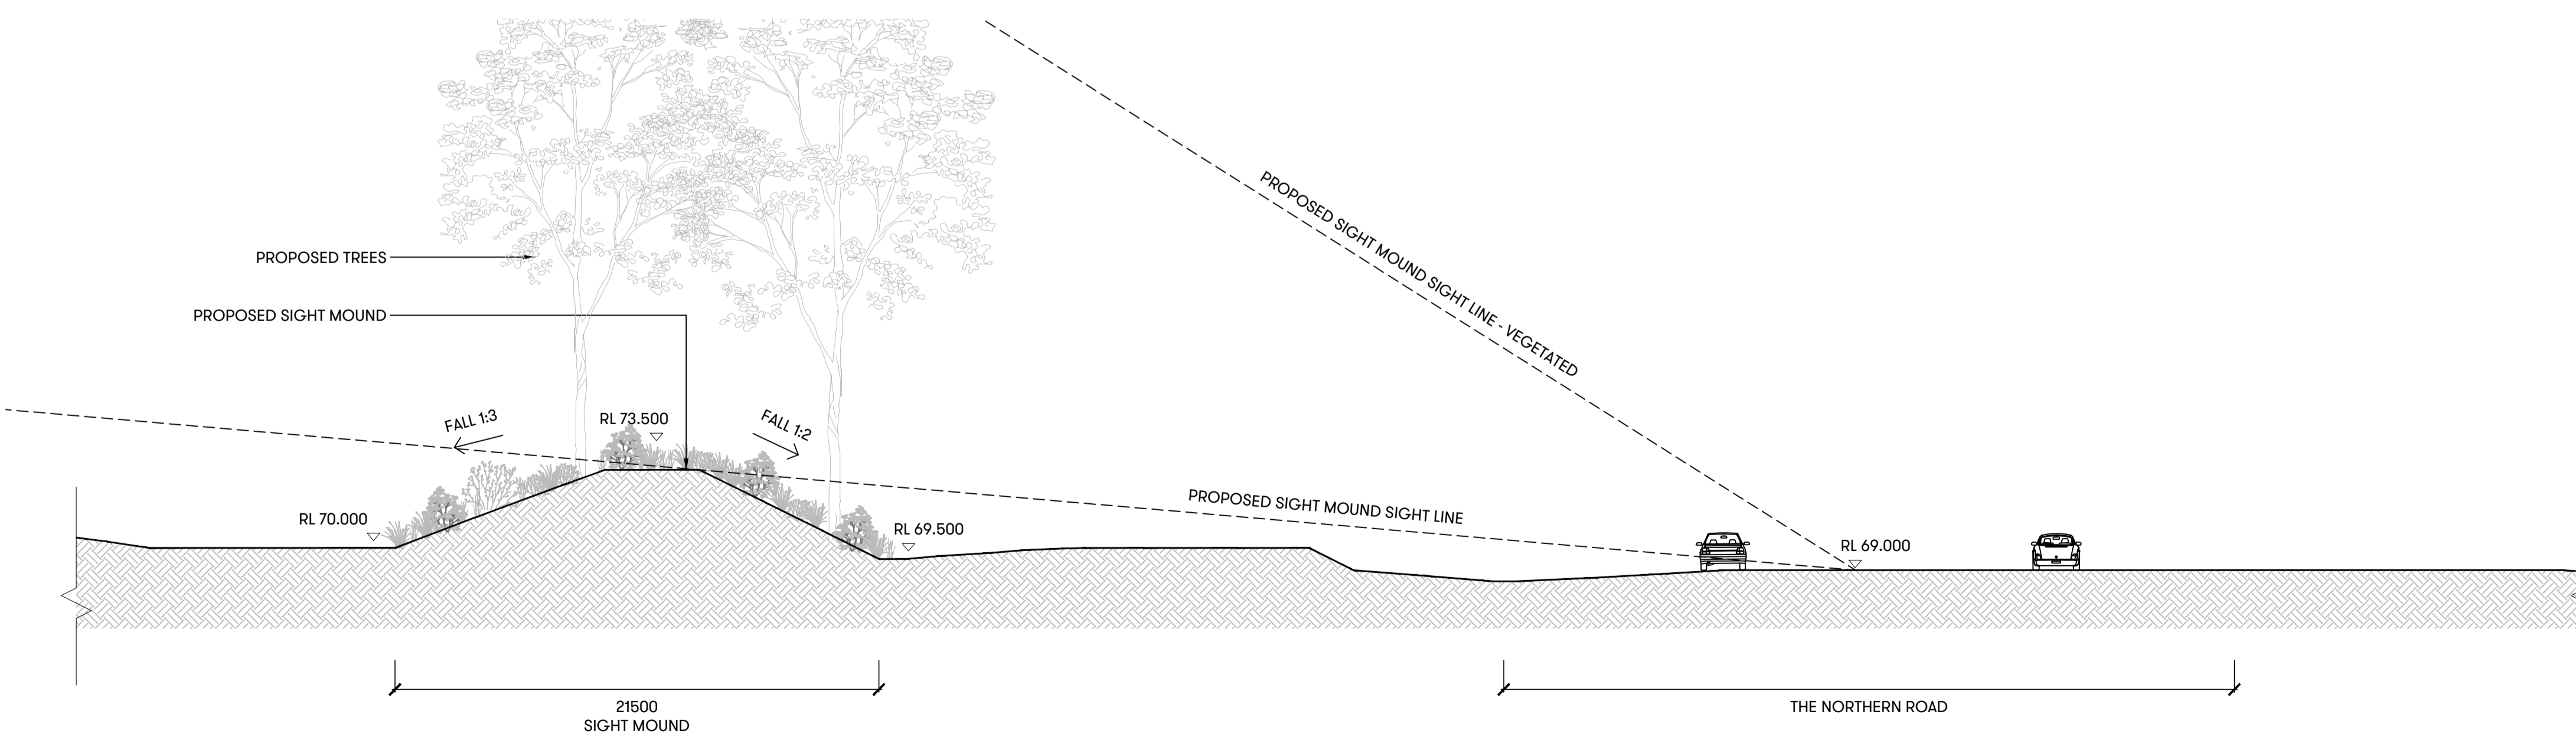 PROPOSED SIGHT MOUND SIGHT LINE - VEGETATED
PROPOSED TREES
PROPOSED SIGHT MOUND
FALL 1:3
RL 73.500
FALL 1:2
PROPOSED SIGHT MOUND SIGHT LINE
RL 70.000
RL 69.500
RL 69.000
21500
SIGHT MOUND
THE NORTHERN ROAD